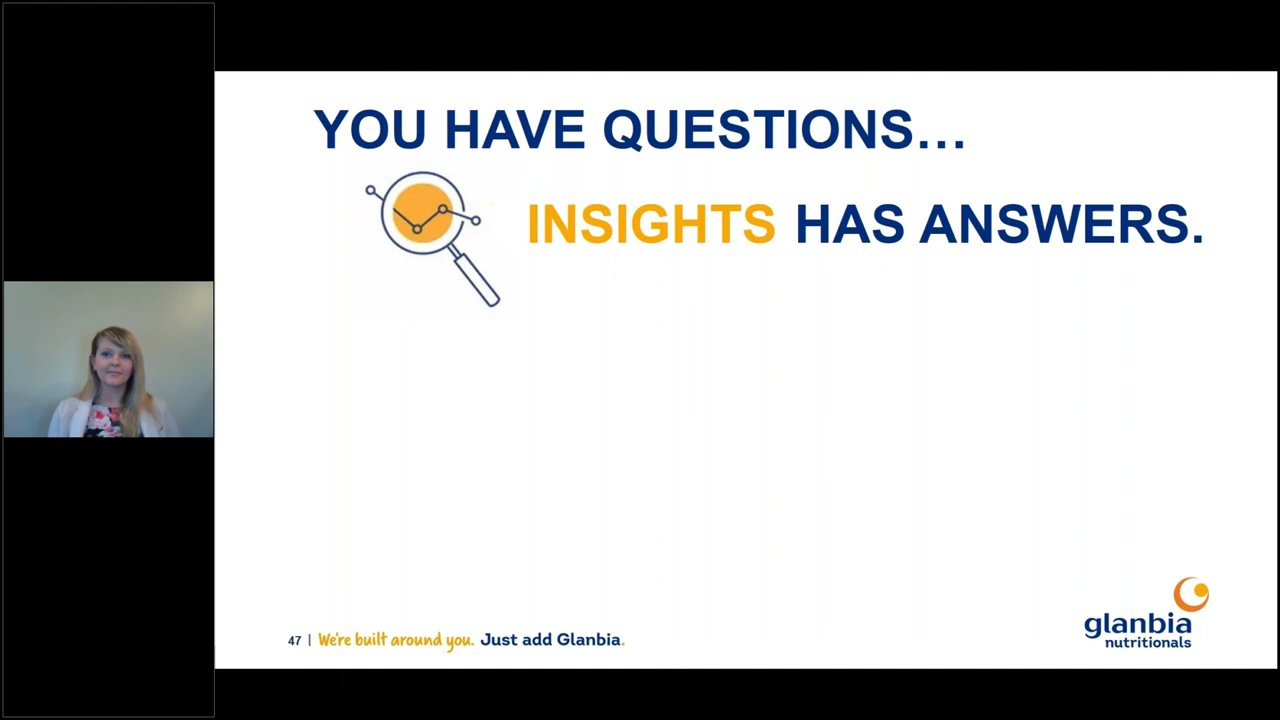 YOU HAVE QUESTIONS…
INSIGHTS HAS ANSWERS.
47 | We're built around you. Just add Glanbia.
glanbia
nutritionals